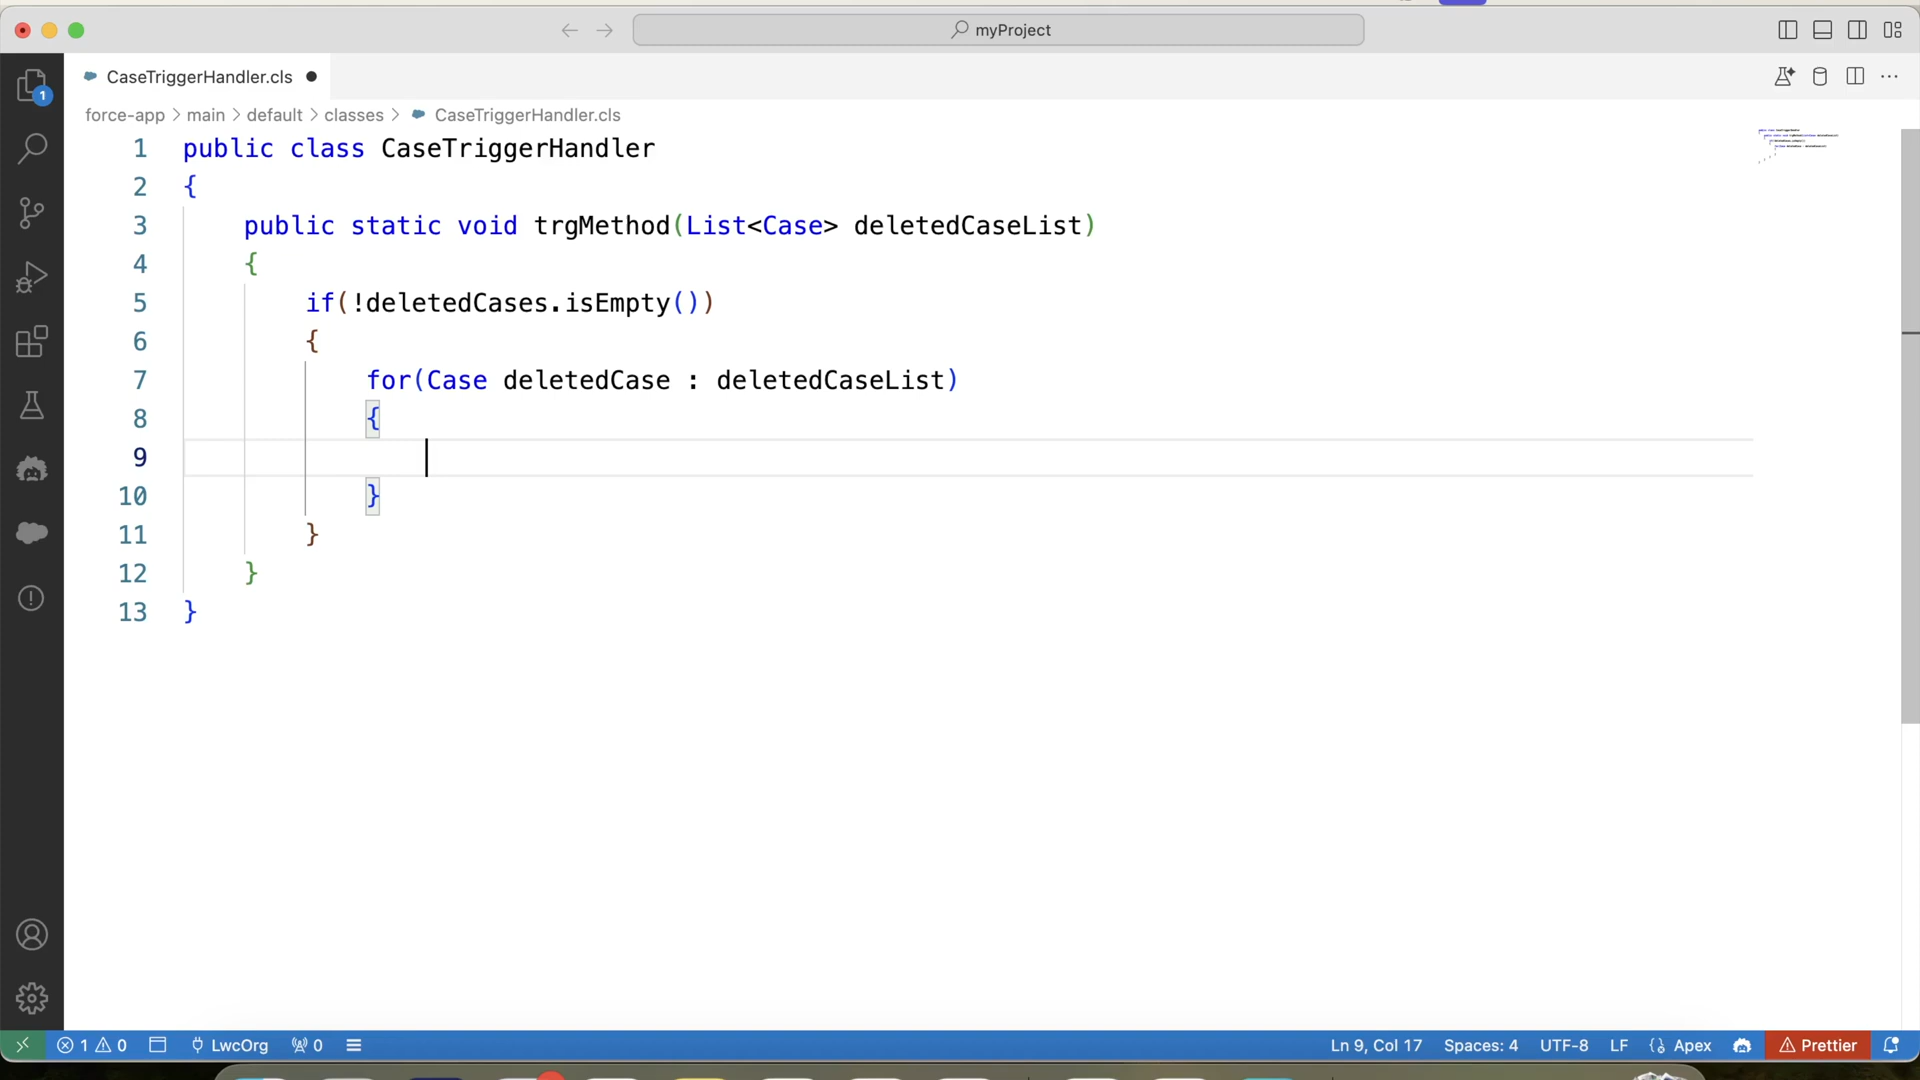 myProject
CaseTriggerHandler.cls
1
force-app > main > default > classes > CaseTriggerHandler.cls
1 public class CaseTriggerHandler
2 {
3 public static void trgMethod(List<Case> deletedCaseList)
4 {
5 if(!deletedCases.isEmpty())
6 {
7 for(Case deletedCase : deletedCaseList)
8 {
9
10 }
11 }
12 }
13 }
1 0 LwcOrg 0 Ln 9, Col 17 Spaces: 4 UTF-8 LF {} Apex Prettier